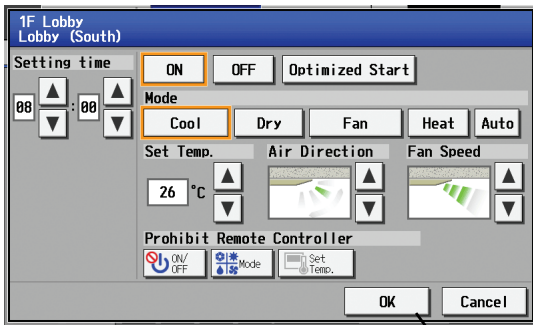 1F Lobby
Lobby (South)
Setting time
ON OFF Optimized Start
08 : 00
Mode
Cool Dry Fan Heat Auto
Set Temp. Air Direction Fan Speed
26 °C
Prohibit Remote Controller
ON/OFF Mode Set Temp.
OK Cancel